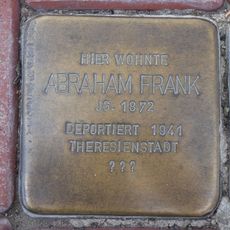 HIER WOHNTE
ABRAHAM FRANK
JG. 1872
DEPORTIERT 1941
THERESIENSTADT
???